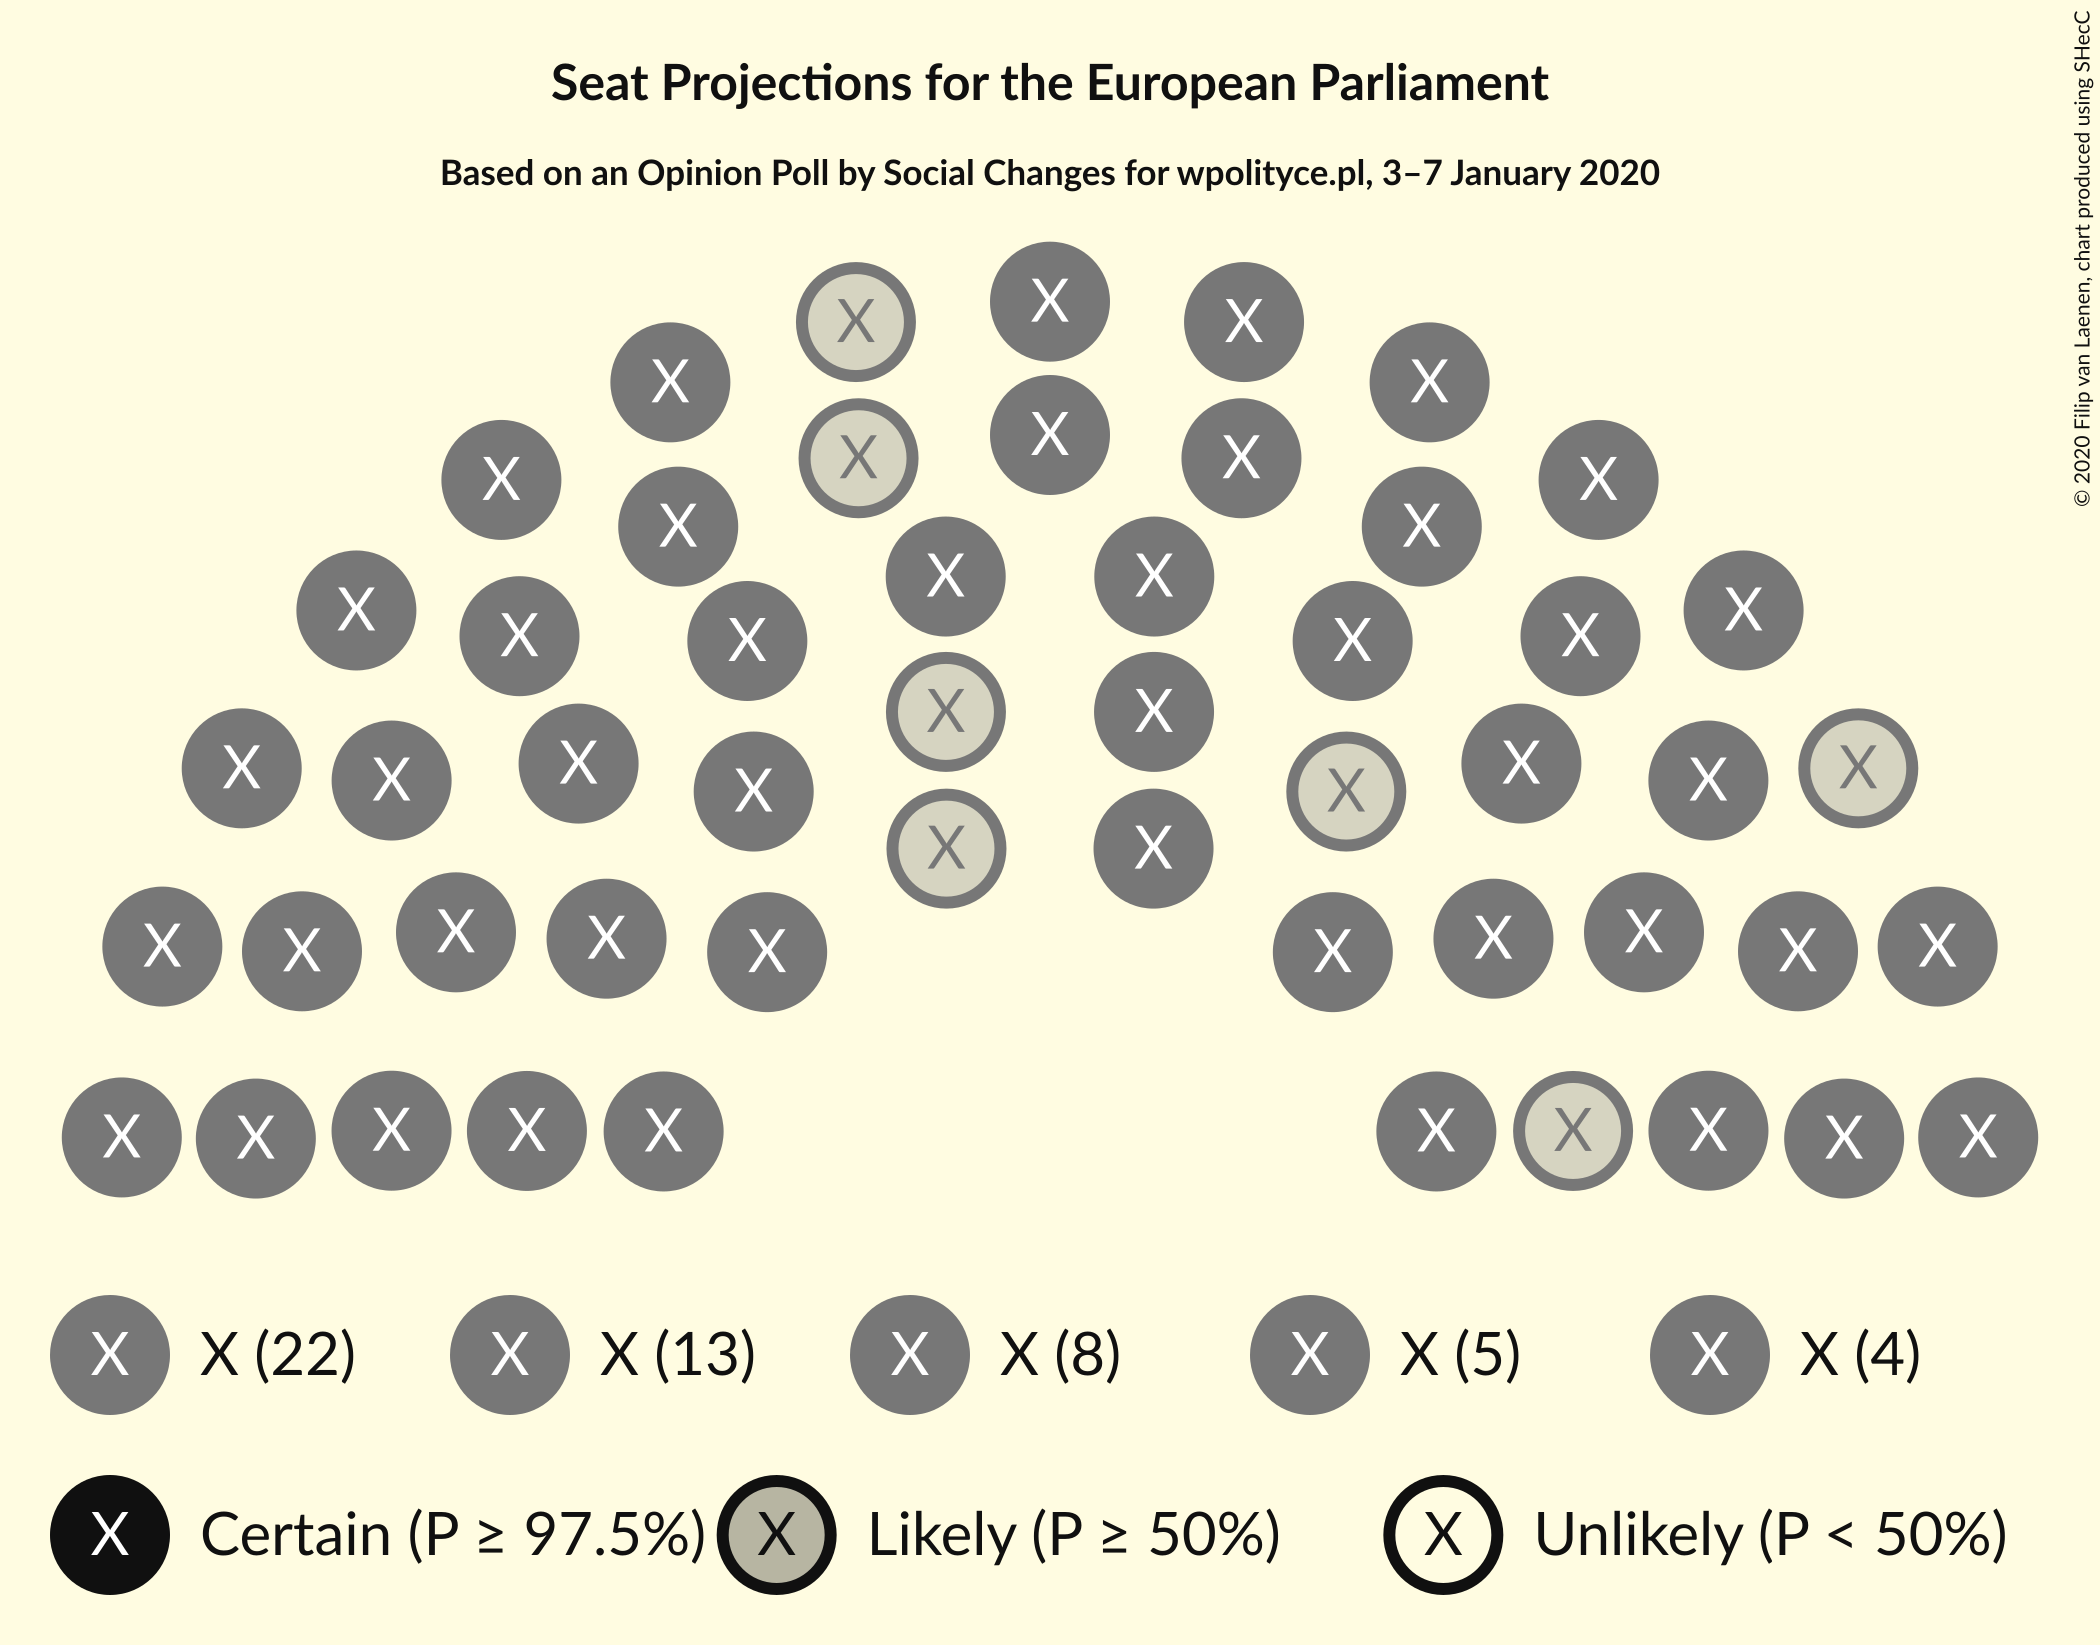 Seat Projections for the European Parliament
Based on an Opinion Poll by Social Changes for wpolityce.pl, 3–7 January 2020
© 2020 Filip van Laenen, chart produced using SHecC
X X X X X
X X X X X
X X X X X X
X X X X X X
X X X X X X
X X X X X X
X X X X
X X X X X X X X X X
X X X X X X X X X X
X X (22) X X (13) X X (8) X X (5) X X (4)
X Certain (P ≥ 97.5%) X Likely (P ≥ 50%) X Unlikely (P < 50%)